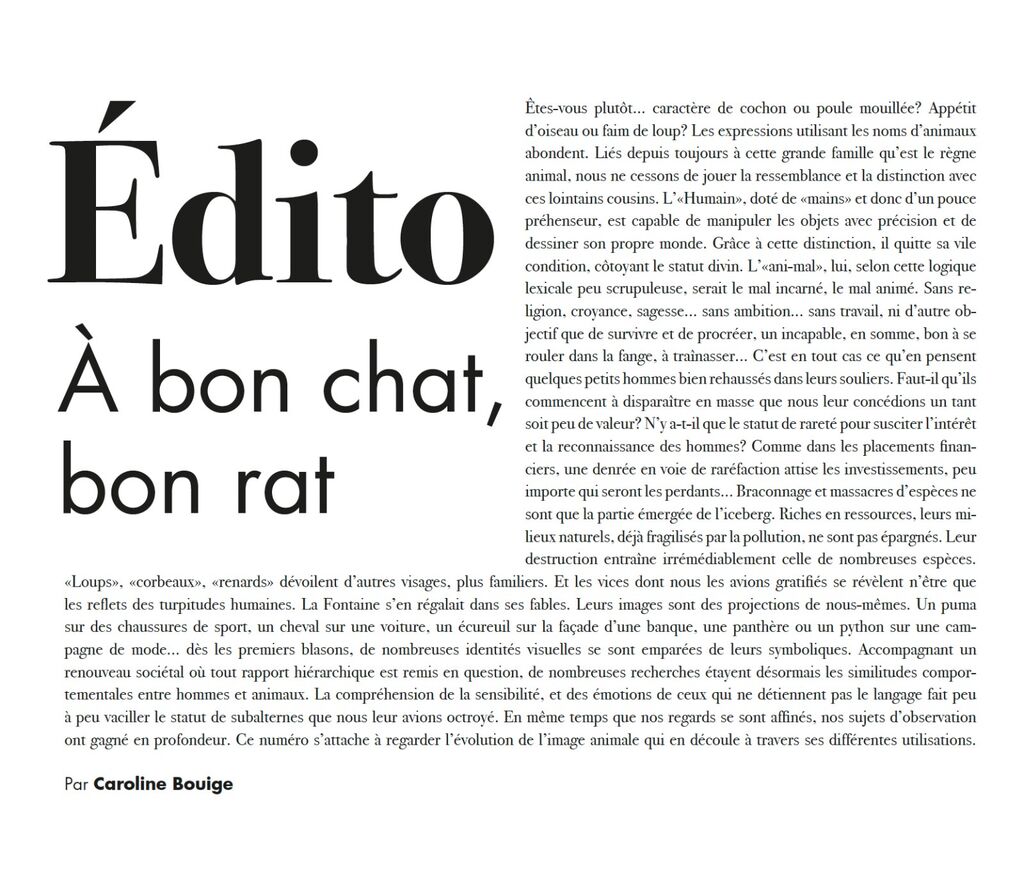 Édito
À bon chat,
bon rat
Êtes-vous plutôt... caractère de cochon ou poule mouillée? Appétit
d'oiseau ou faim de loup? Les expressions utilisant les noms d'animaux
abondent. Liés depuis toujours à cette grande famille qu'est le règne
animal, nous ne cessons de jouer la ressemblance et la distinction avec
ces lointains cousins. L'«Humain», doté de «mains» et donc d'un pouce
préhenseur, est capable de manipuler les objets avec précision et de
dessiner son propre monde. Grâce à cette distinction, il quitte sa vile
condition, côtoyant le statut divin. L'«ani-mal», lui, selon cette logique
lexicale peu scrupuleuse, serait le mal incarné, le mal animé. Sans re-
ligion, croyance, sagesse... sans ambition... sans travail, ni d'autre ob-
jectif que de survivre et de procréer, un incapable, en somme, bon à se
rouler dans la fange, à traînasser... C'est en tout cas ce qu'en pensent
quelques petits hommes bien rehaussés dans leurs souliers. Faut-il qu'ils
commencent à disparaître en masse que nous leur concédions un tant
soit peu de valeur? N'y a-t-il que le statut de rareté pour susciter l'intérêt
et la reconnaissance des hommes? Comme dans les placements finan-
ciers, une denrée en voie de raréfaction attise les investissements, peu
importe qui seront les perdants... Braconnage et massacres d'espèces ne
sont que la partie émergée de l'iceberg. Riches en ressources, leurs mi-
lieux naturels, déjà fragilisés par la pollution, ne sont pas épargnés. Leur
destruction entraîne irrémédiablement celle de nombreuses espèces.
«Loups», «corbeaux», «renards» dévoilent d'autres visages, plus familiers. Et les vices dont nous les avions gratifiés se révèlent n'être que
les reflets des turpitudes humaines. La Fontaine s'en régalait dans ses fables. Leurs images sont des projections de nous-mêmes. Un puma
sur des chaussures de sport, un cheval sur une voiture, un écureuil sur la façade d'une banque, une panthère ou un python sur une cam-
pagne de mode... dès les premiers blasons, de nombreuses identités visuelles se sont emparées de leurs symboliques. Accompagnant un
renouveau sociétal où tout rapport hiérarchique est remis en question, de nombreuses recherches étayent désormais les similitudes compor-
tementales entre hommes et animaux. La compréhension de la sensibilité, et des émotions de ceux qui ne détiennent pas le langage fait peu
à peu vaciller le statut de subalternes que nous leur avions octroyé. En même temps que nos regards se sont affinés, nos sujets d'observation
ont gagné en profondeur. Ce numéro s'attache à regarder l'évolution de l'image animale qui en découle à travers ses différentes utilisations.
Par Caroline Bouige